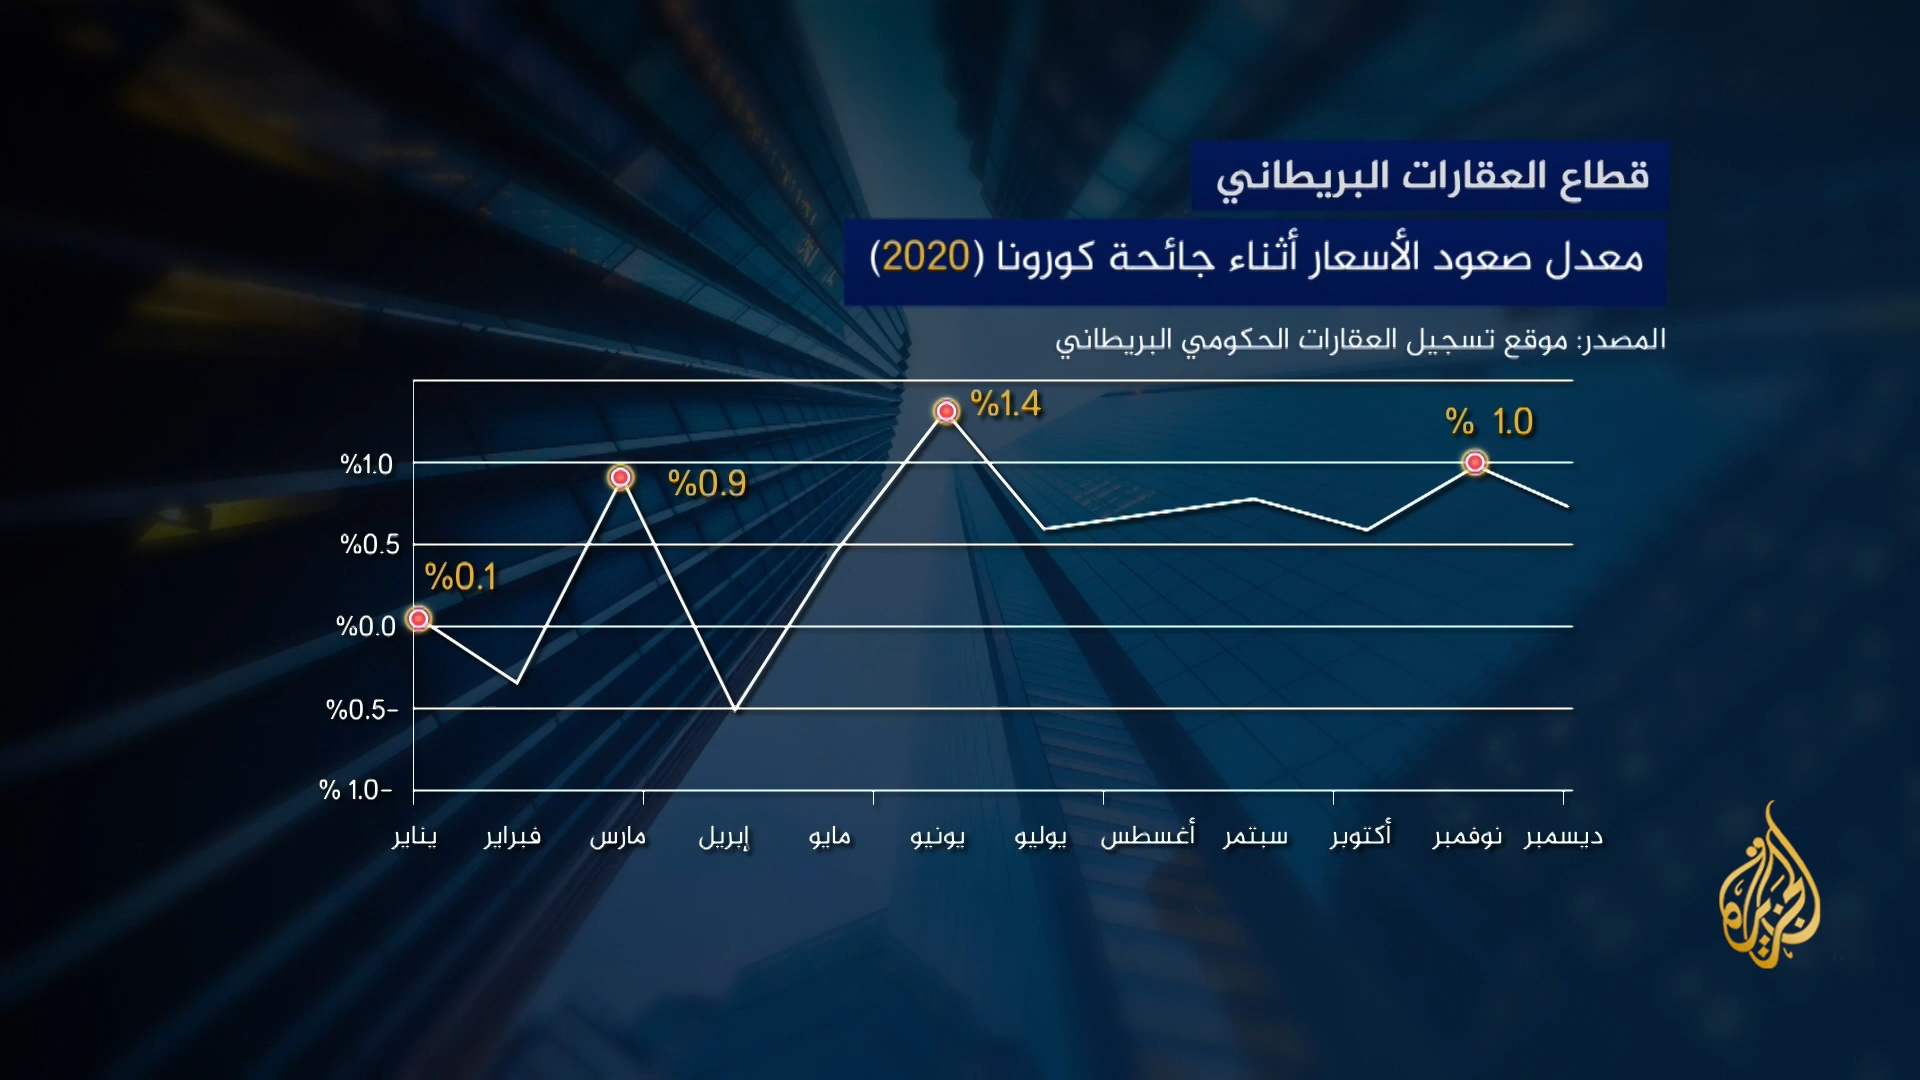 قطاع العقارات البريطاني
معدل صعود الأسعار أثناء جائحة كورونا (2020)
المصدر: موقع تسجيل العقارات الحكومي البريطاني
%1.4
% 1.0
%1.0
%0.9
%0.5
%0.1
%0.0
%0.5-
% 1.0-
يناير فبراير مارس إبريل مايو يونيو يوليو أغسطس سبتمر أكتوبر نوفمبر ديسمبر
الجزيرة